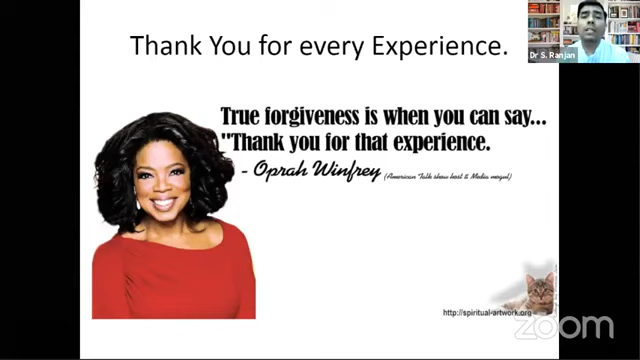 Thank You for every Experience.
Dr S. Ranjan
True forgiveness is when you can say...
"Thank you for that experience.
- Oprah Winfrey (American Talk show host & Media mogul)
http://spiritual-artwork.org
zoom